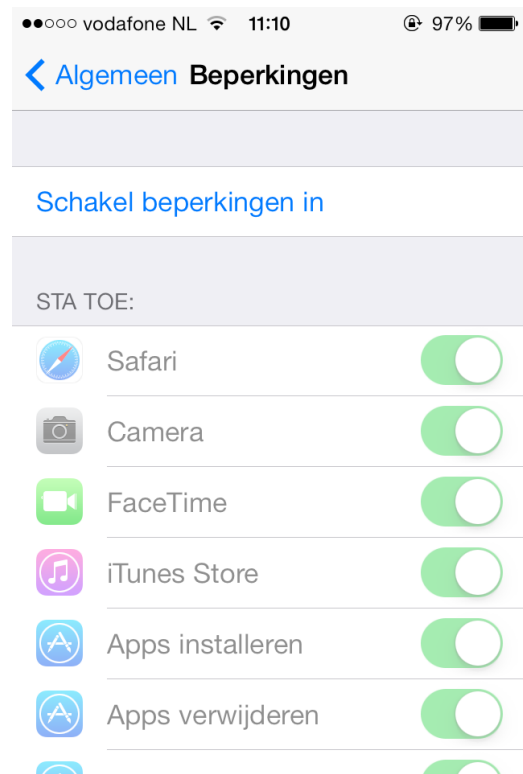 vodafone NL 11:10 97%
Algemeen Beperkingen
Schakel beperkingen in
STA TOE:
Safari
Camera
FaceTime
iTunes Store
Apps installeren
Apps verwijderen